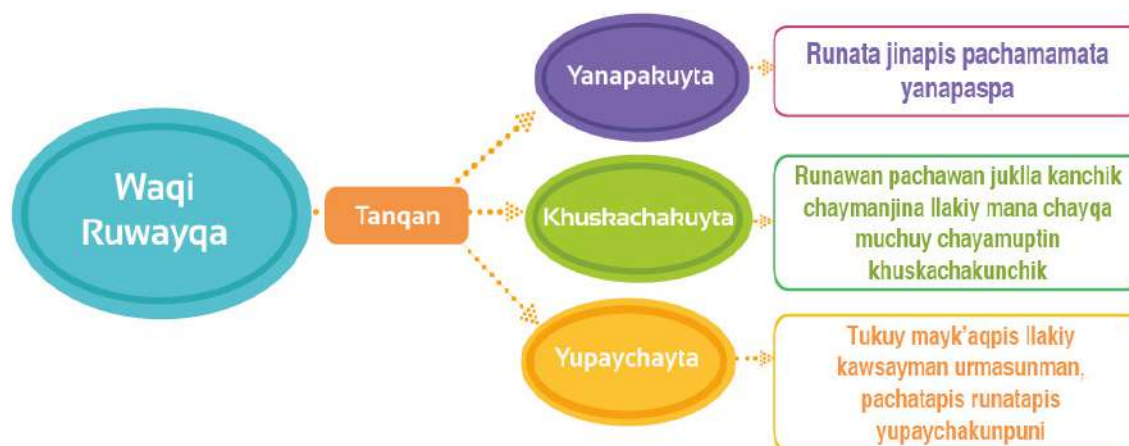 Waqi
Ruwayqa
Tanqan
Yanapakuyta
Runata jinapis pachamamata
yanapaspa
Khuskachakuyta
Runawan pachawan juklla kanchik
chaymanjina llakiy mana chayqa
muchuy chayamuptin
khuskachakunchik
Yupaychayta
Tukuy mayk'aqpis llakiy
kawsayman urmasunman,
pachatapis runatapis
yupaychakunpuni